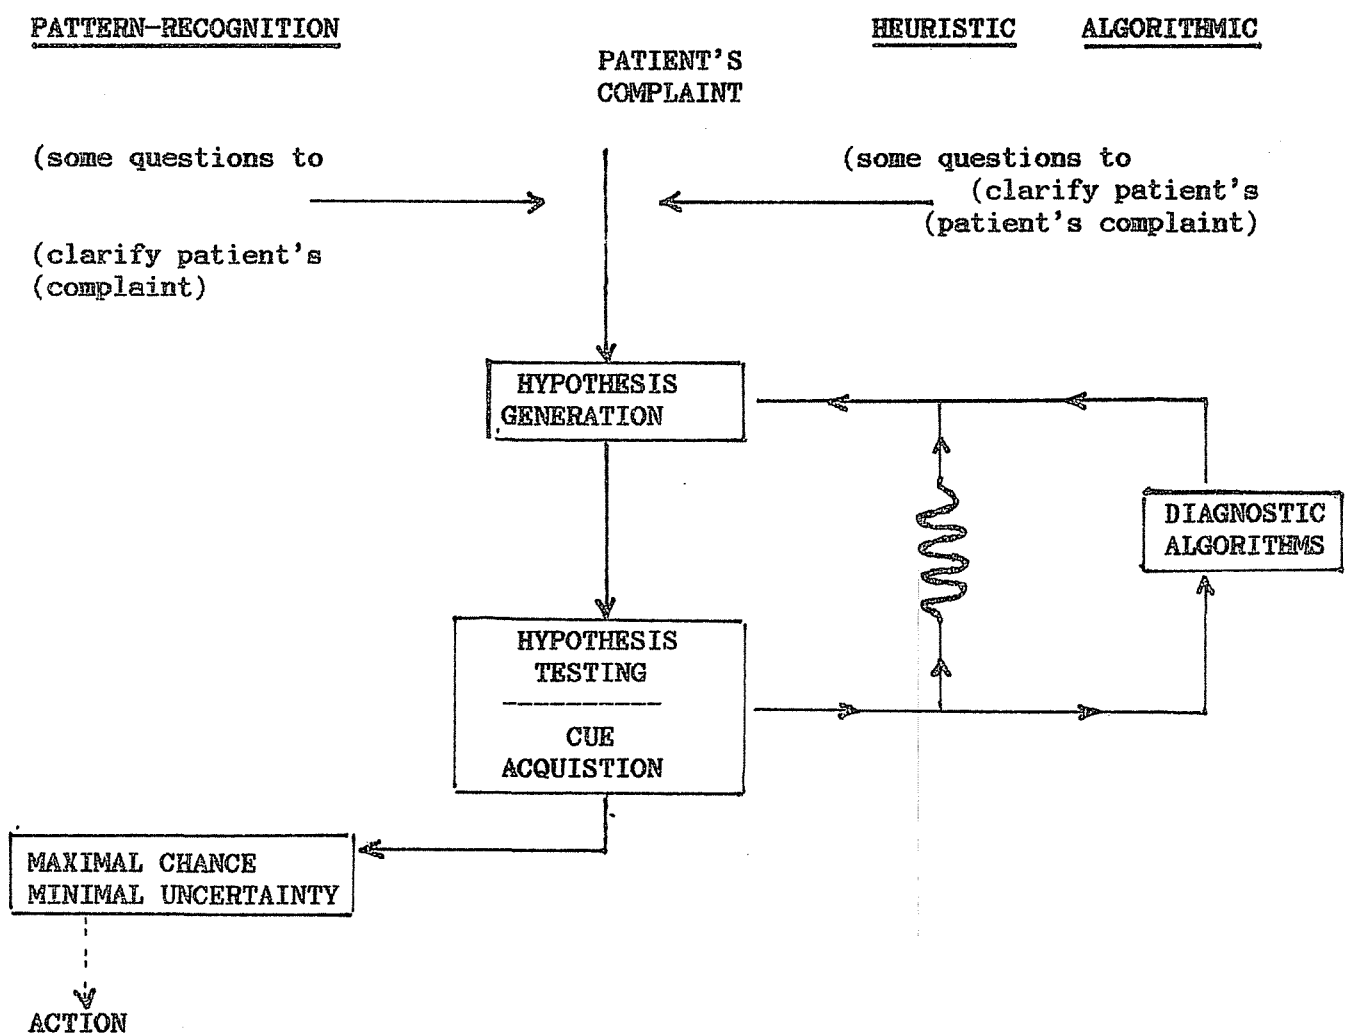 PATTERN-RECOGNITION
HEURISTIC
ALGORITHMIC
PATIENT'S
COMPLAINT
(some questions to
(clarify patient's
(complaint)
(some questions to
(clarify patient's
(patient's complaint)
HYPOTHESIS
GENERATION
DIAGNOSTIC
ALGORITHMS
HYPOTHESIS
TESTING
CUE
ACQUISTION
MAXIMAL CHANCE
MINIMAL UNCERTAINTY
ACTION